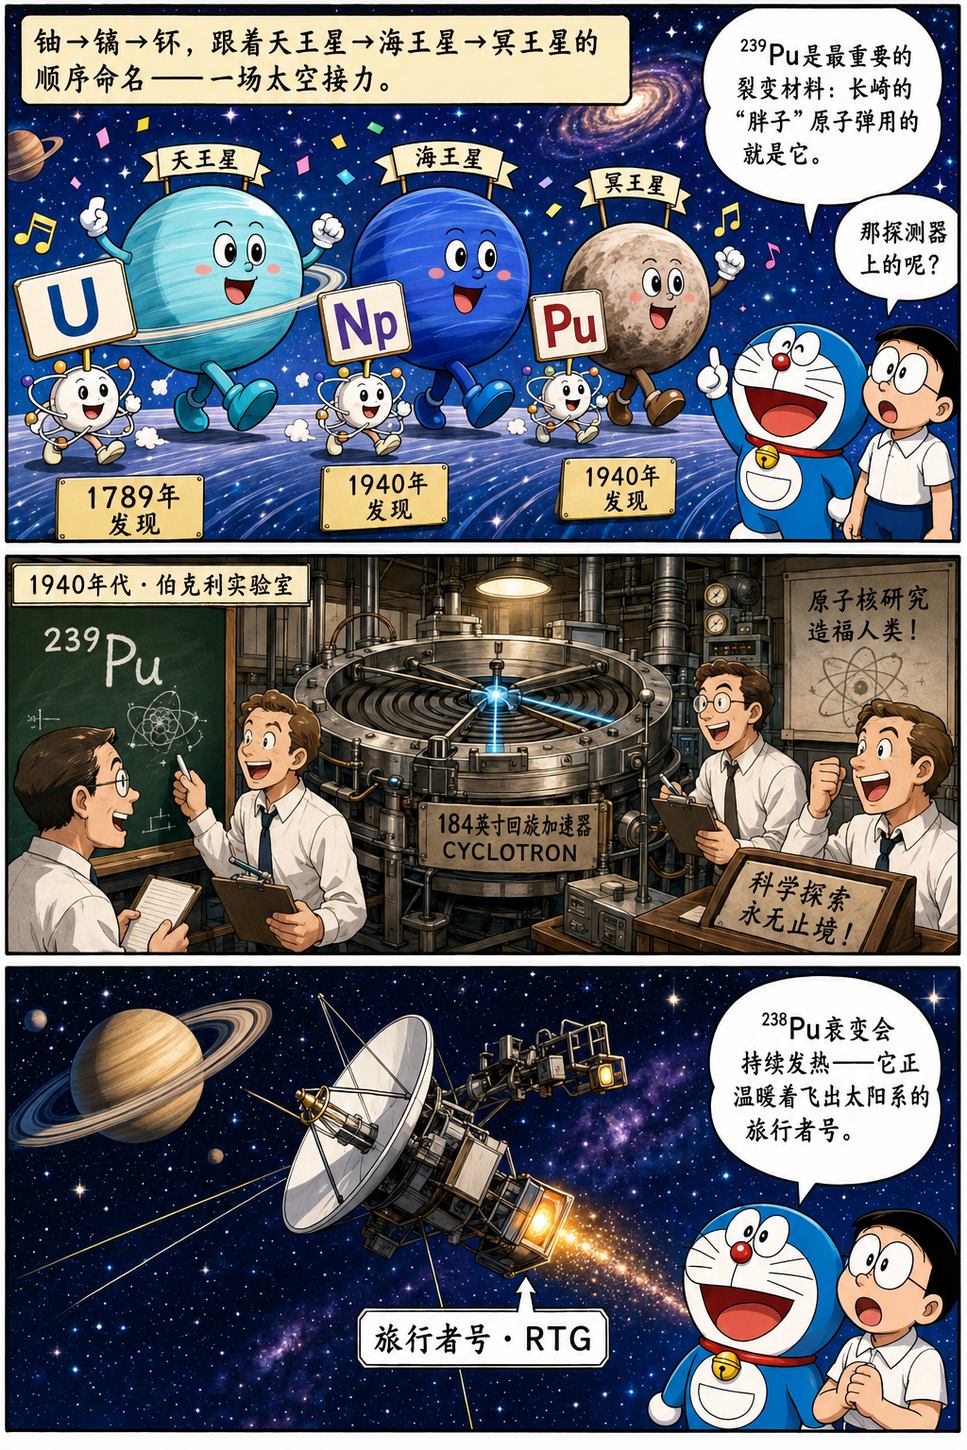 铀→镐→钚，跟着天王星→海王星→冥王星的
顺序命名——一场太空接力。
²³⁹Pu是最重要的
裂变材料：长崎的
“胖子”原子弹用的
就是它。
那探测器
上的呢？
天王星
海王星
冥王星
U
Np
Pu
1789年
发现
1940年
发现
1940年
发现
1940年代·伯克利实验室
²³⁹Pu
原子核研究
造福人类！
184英寸回旋加速器
CYCLOTRON
科学探索
永无止境！
²³⁸Pu衰变会
持续发热——它正
温暖着飞出太阳系的
旅行者号。
旅行者号·RTG